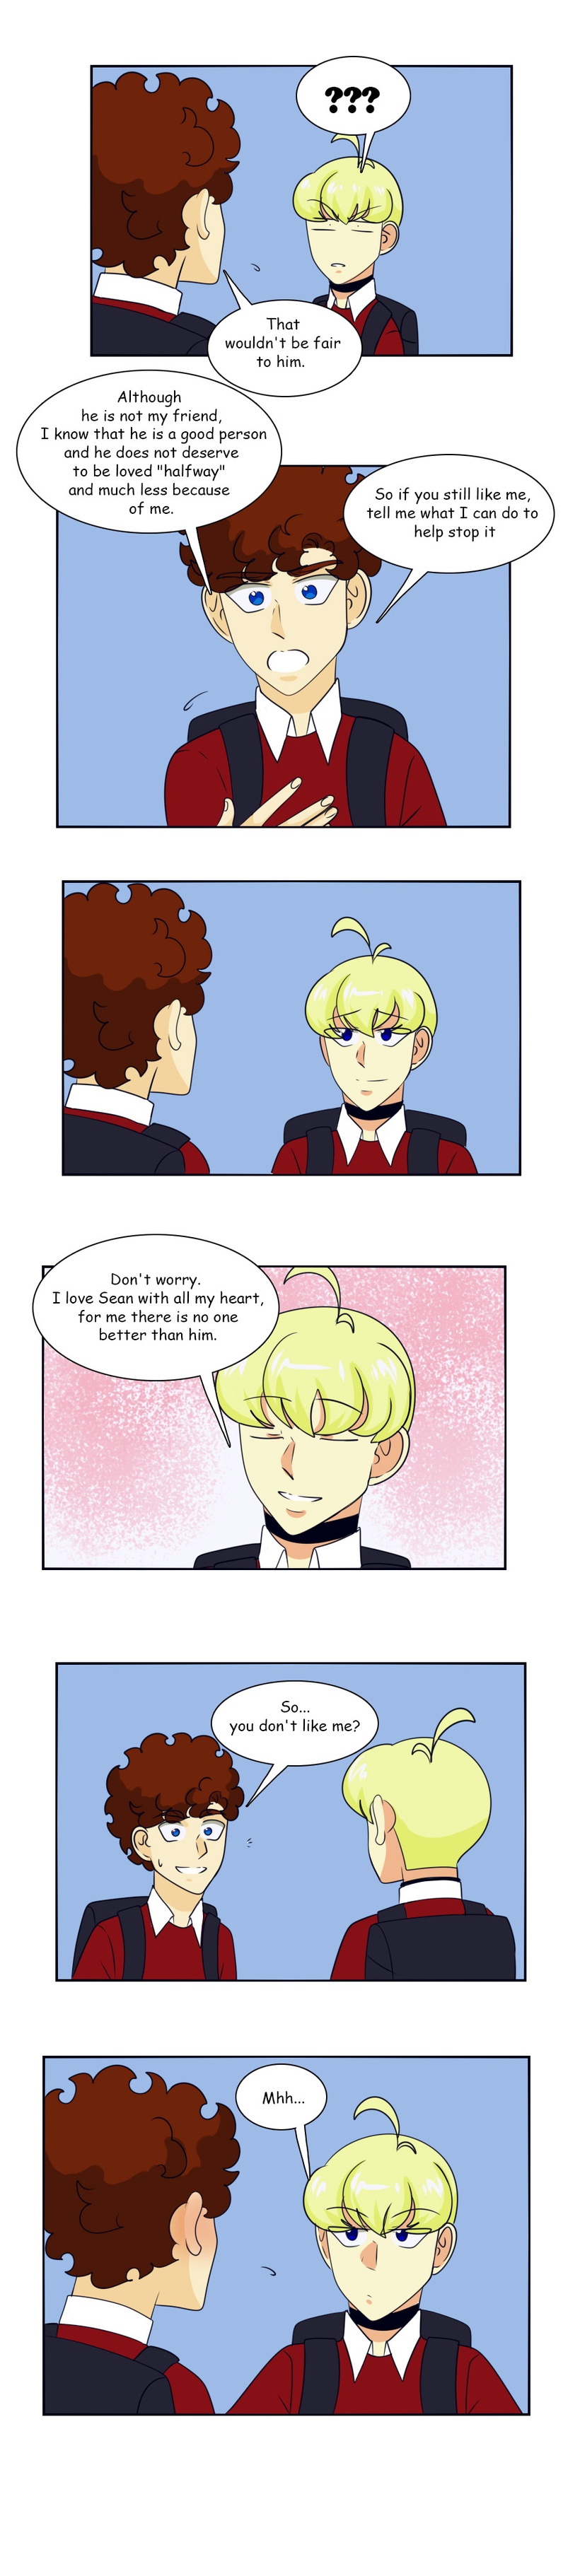 ???
That
wouldn't be fair
to him.
Although
he is not my friend,
I know that he is a good person
and he does not deserve
to be loved "halfway"
and much less because
of me.
So if you still like me,
tell me what I can do to
help stop it
Don't worry.
I love Sean with all my heart,
for me there is no one
better than him.
So...
you don't like me?
Mhh...